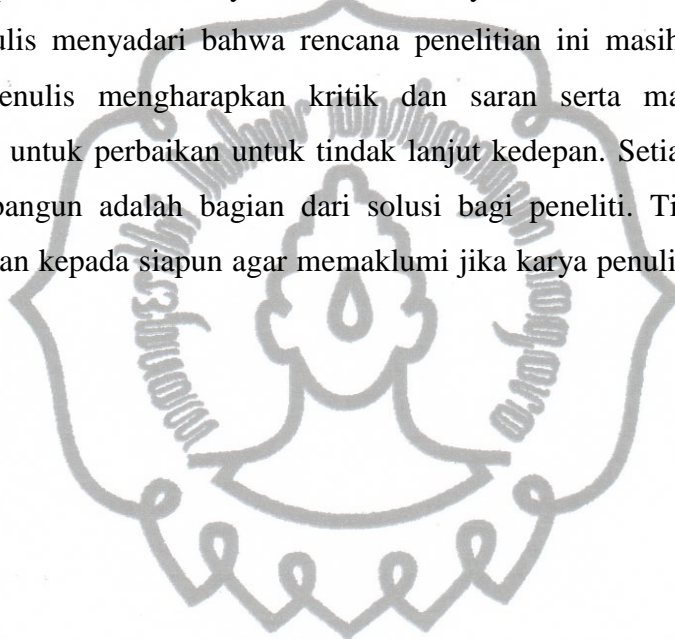 ulis menyadari bahwa rencana penelitian ini masih
enulis mengharapkan kritik dan saran serta ma
untuk perbaikan untuk tindak lanjut kedepan. Setia
bangun adalah bagian dari solusi bagi peneliti. Ti
an kepada siapun agar memaklumi jika karya penuli